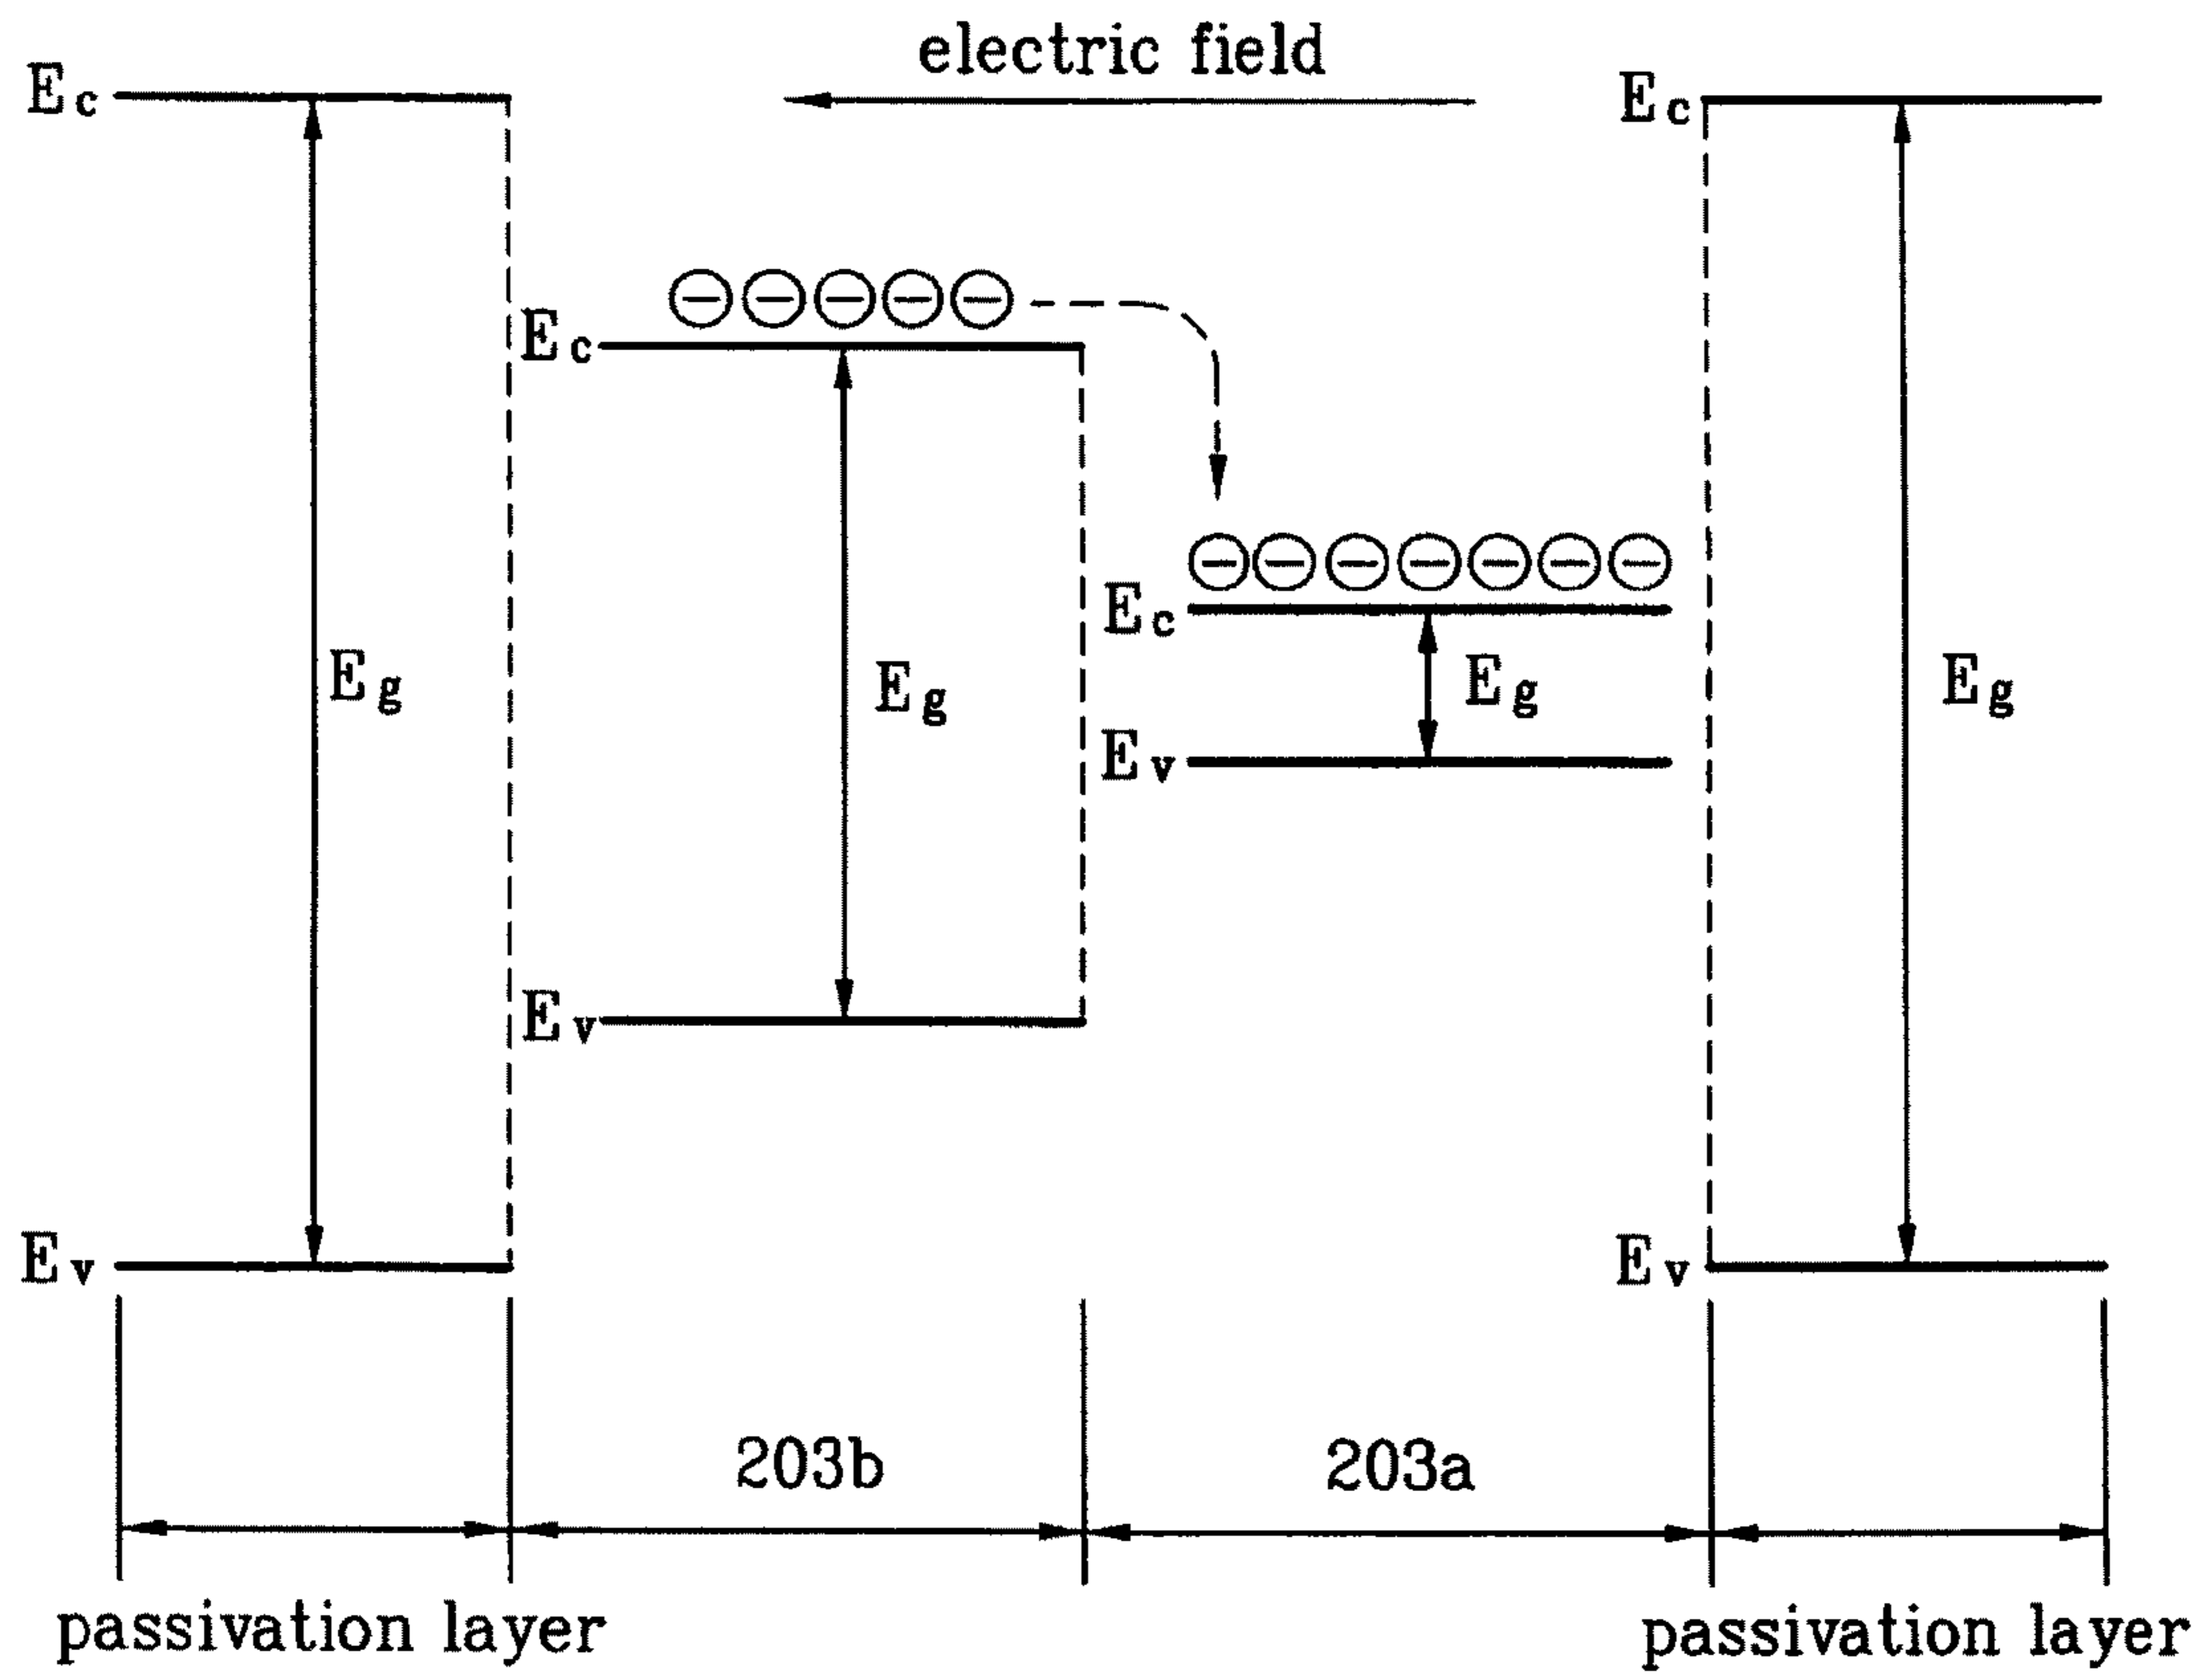 electric field
Ec
Ec
Ec
Ec
Eg
Eg
Eg
Eg
Ev
Ev
Ev
Ev
203b
203a
passivation layer
passivation layer